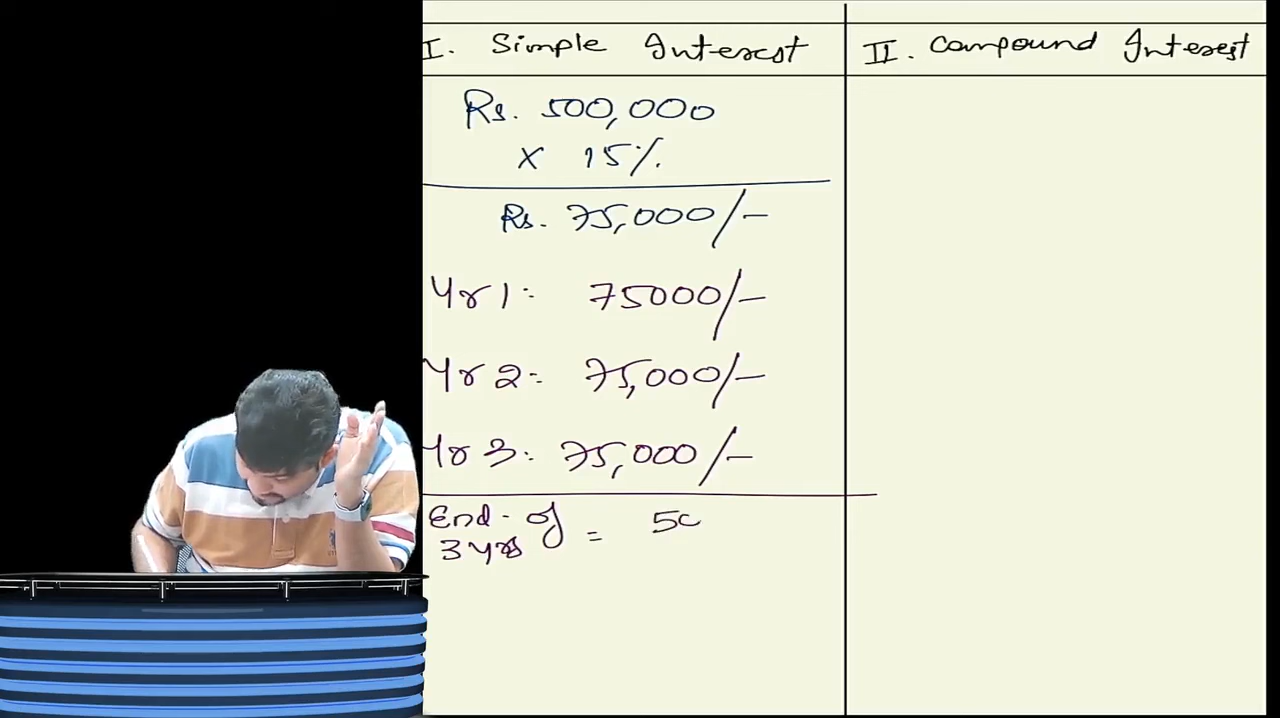 I. Simple Interest
II. Compound Interest
Rs. 500,000
X 15%
Rs. 75,000/-
Yr 1:- 75000/-
Yr 2:- 75,000/-
Yr 3:- 75,000/-
End of
3 yrs = 50